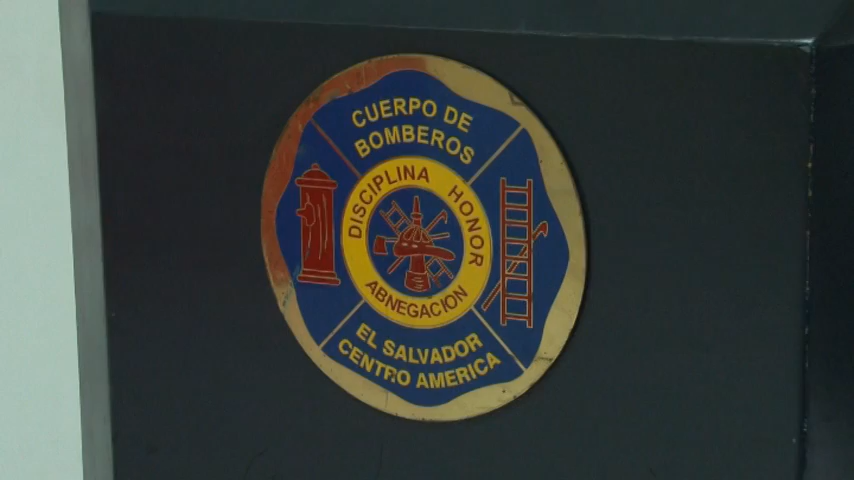 CUERPO DE
BOMBEROS
DISCIPLINA HONOR
ABNEGACION
EL SALVADOR
CENTRO AMERICA